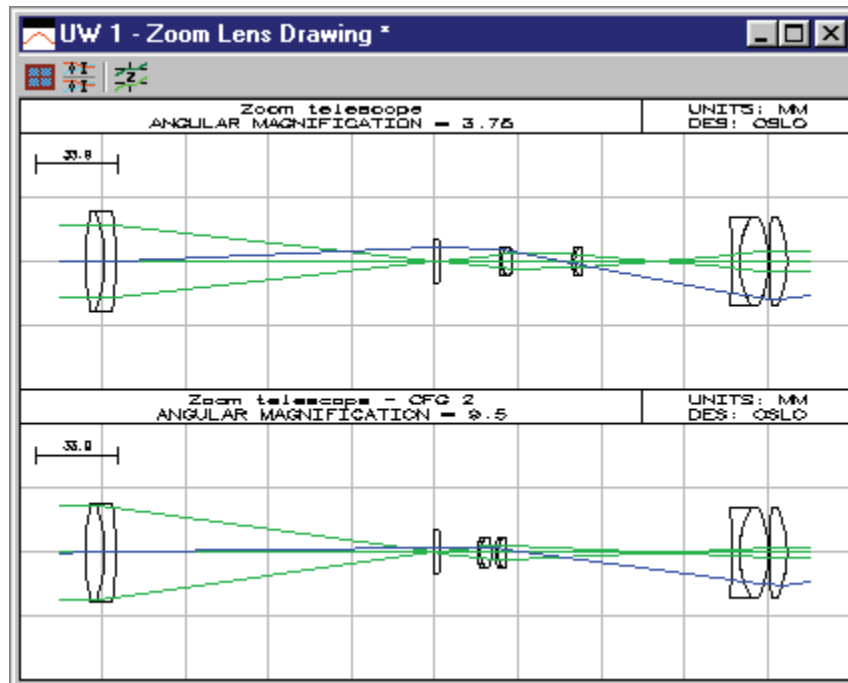 UW 1 - Zoom Lens Drawing *
Zoom telescope
ANGULAR MAGNIFICATION = 3.75
UNITS: MM
DES: OSLO
33.8
Zoom telescope - CFG 2
ANGULAR MAGNIFICATION = 9.5
UNITS: MM
DES: OSLO
33.8